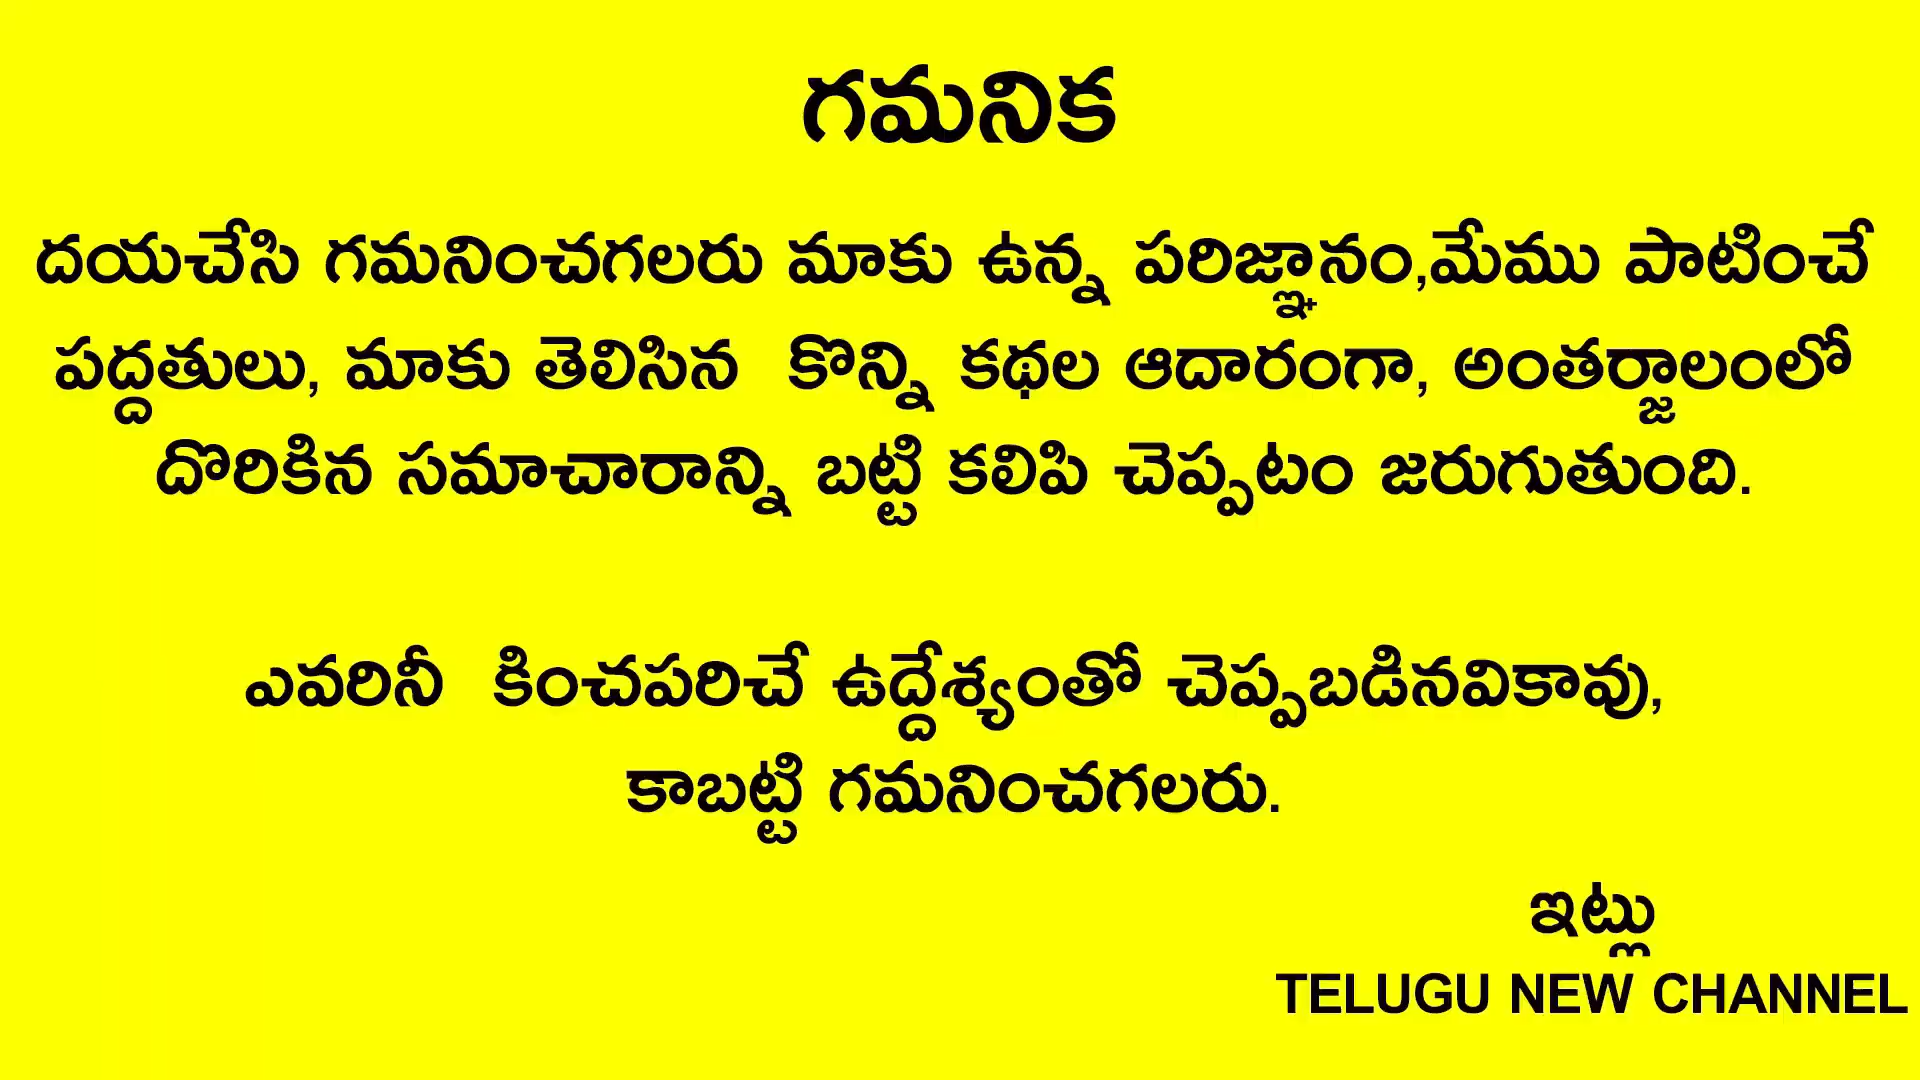 గమనిక
దయచేసి గమనించగలరు మాకు ఉన్న పరిజ్ఞానం,మేము పాటించే
పద్దతులు, మాకు తెలిసిన కొన్ని కథల ఆదారంగా, అంతర్జాలంలో
దొరికిన సమాచారాన్ని బట్టి కలిపి చెప్పటం జరుగుతుంది.
ఎవరినీ కించపరిచే ఉద్దేశ్యంతో చెప్పబడినవికావు,
కాబట్టి గమనించగలరు.
ఇట్లు
TELUGU NEW CHANNEL